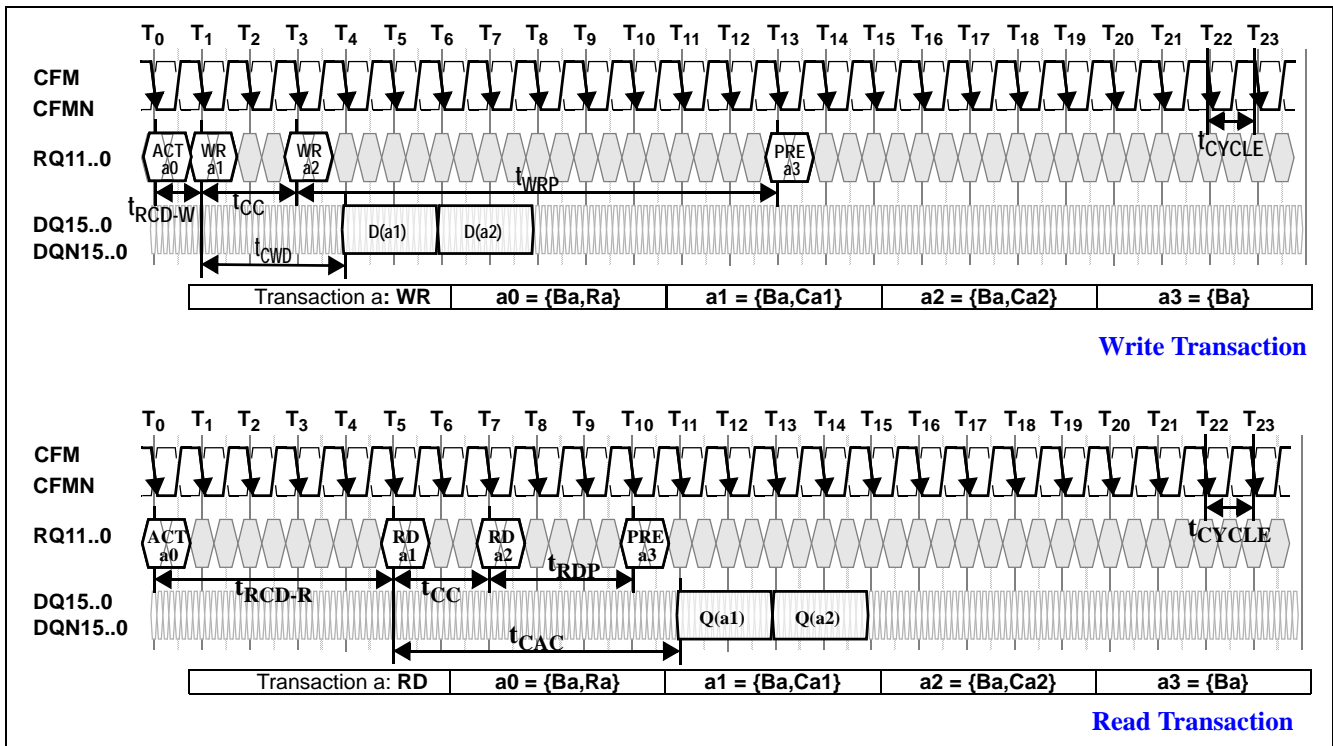 T0 T1 T2 T3 T4 T5 T6 T7 T8 T9 T10 T11 T12 T13 T14 T15 T16 T17 T18 T19 T20 T21 T22 T23
CFM
CFMN
RQ11..0
ACT a0
WR a1
WR a2
PRE a3
tCYCLE
tWRP
tRCD-W
tCC
DQ15..0
DQN15..0
D(a1)
D(a2)
tCWD
Transaction a: WR
a0 = {Ba,Ra}
a1 = {Ba,Ca1}
a2 = {Ba,Ca2}
a3 = {Ba}
Write Transaction
T0 T1 T2 T3 T4 T5 T6 T7 T8 T9 T10 T11 T12 T13 T14 T15 T16 T17 T18 T19 T20 T21 T22 T23
CFM
CFMN
RQ11..0
ACT a0
RD a1
RD a2
PRE a3
tCYCLE
tRCD-R
tCC
tRDP
DQ15..0
DQN15..0
Q(a1)
Q(a2)
tCAC
Transaction a: RD
a0 = {Ba,Ra}
a1 = {Ba,Ca1}
a2 = {Ba,Ca2}
a3 = {Ba}
Read Transaction